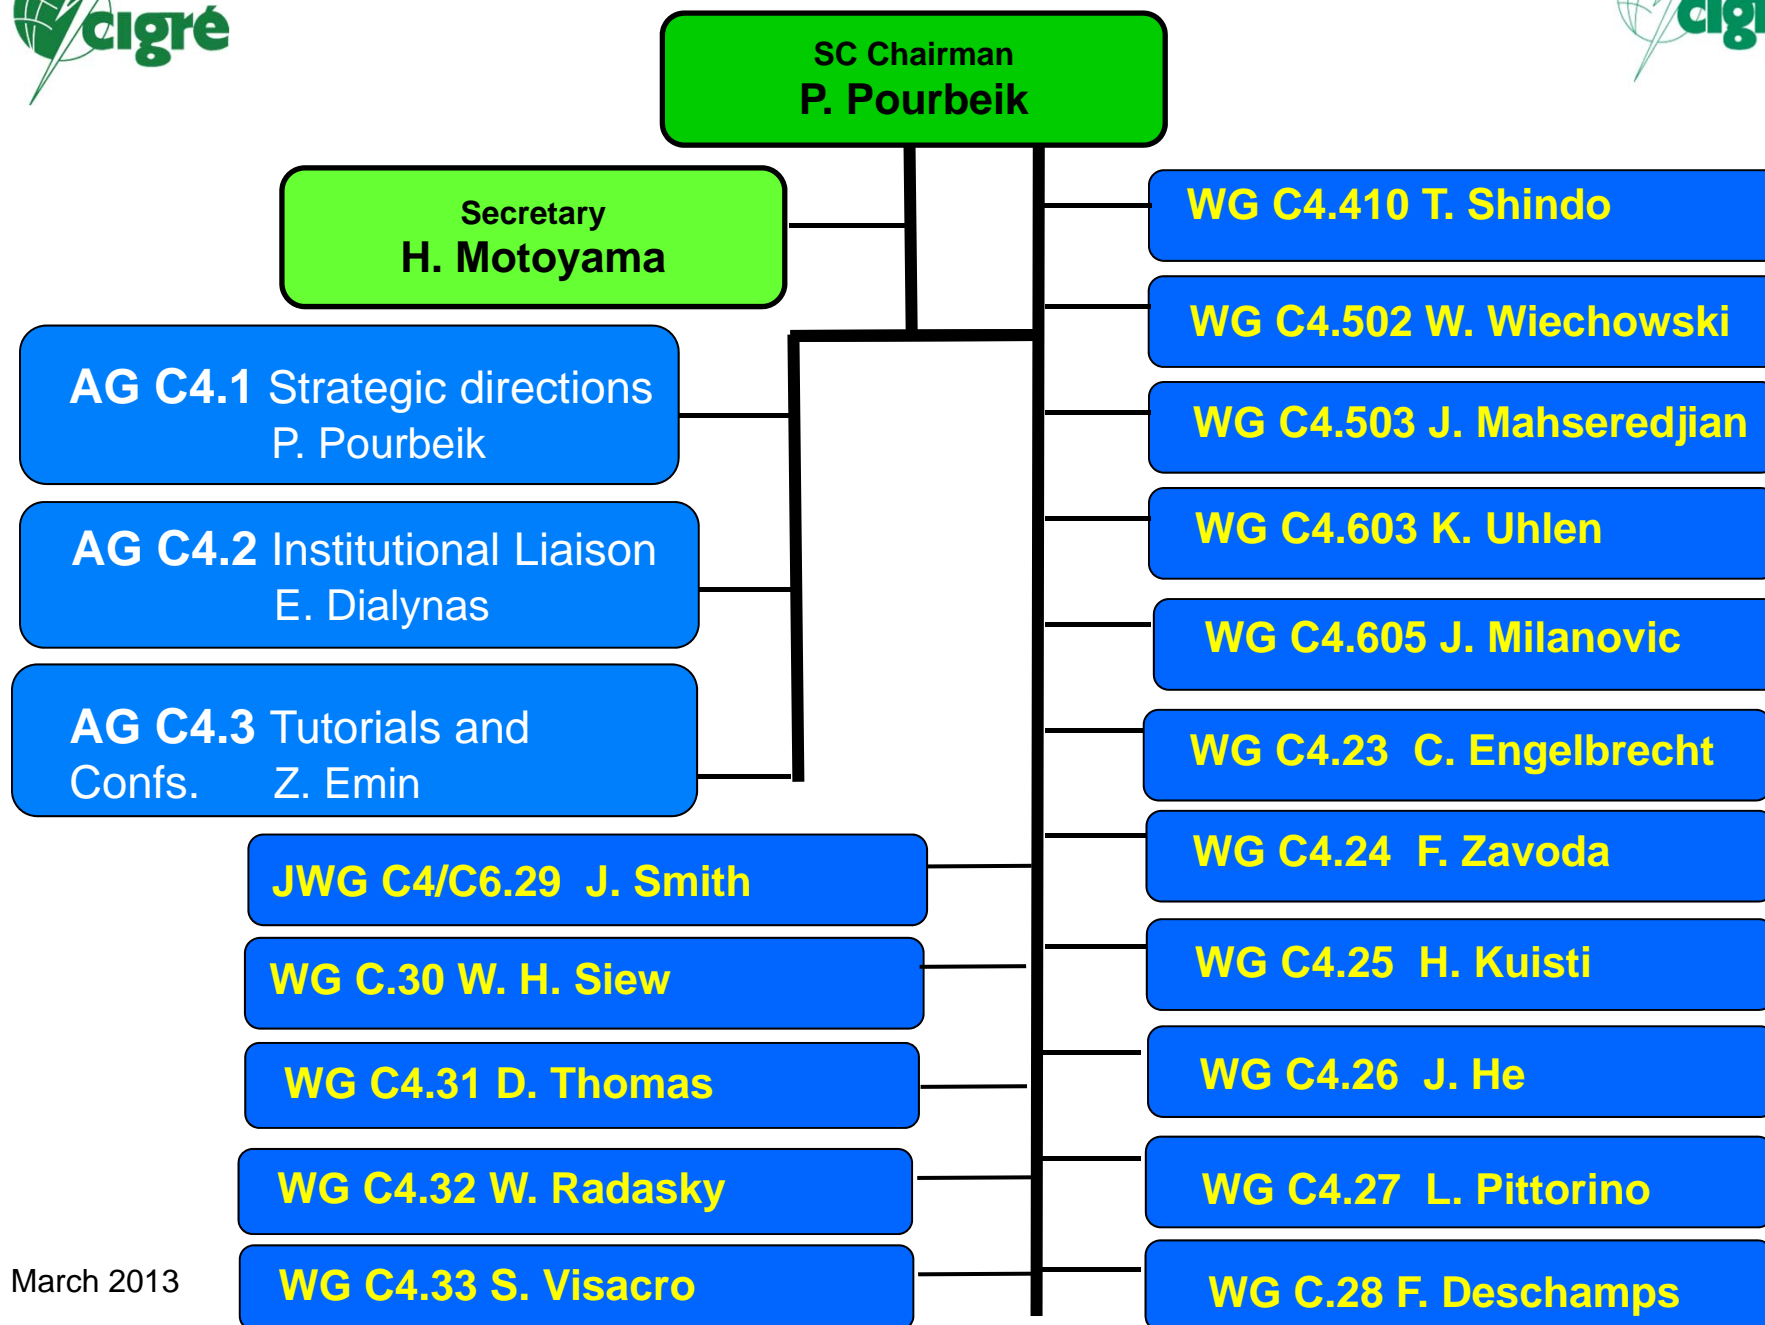 cigré
SC Chairman
P. Pourbeik
Secretary
H. Motoyama
AG C4.1 Strategic directions
P. Pourbeik
AG C4.2 Institutional Liaison
E. Dialynas
AG C4.3 Tutorials and
Confs. Z. Emin
JWG C4/C6.29 J. Smith
WG C.30 W. H. Siew
WG C4.31 D. Thomas
WG C4.32 W. Radasky
WG C4.33 S. Visacro
WG C4.410 T. Shindo
WG C4.502 W. Wiechowski
WG C4.503 J. Mahseredjian
WG C4.603 K. Uhlen
WG C4.605 J. Milanovic
WG C4.23 C. Engelbrecht
WG C4.24 F. Zavoda
WG C4.25 H. Kuisti
WG C4.26 J. He
WG C4.27 L. Pittorino
WG C.28 F. Deschamps
March 2013